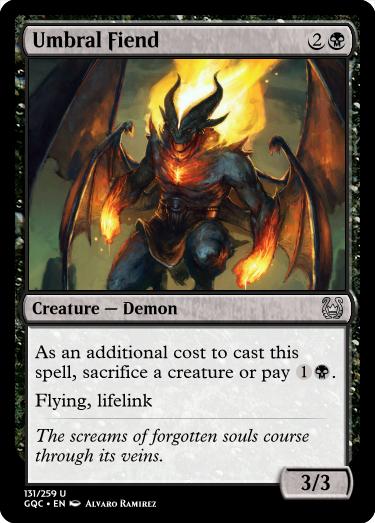 Umbral Fiend 2
Creature — Demon
As an additional cost to cast this
spell, sacrifice a creature or pay 1 .
Flying, lifelink
The screams of forgotten souls course
through its veins.
3/3
131/259 U
GQC • EN Alvaro Ramirez